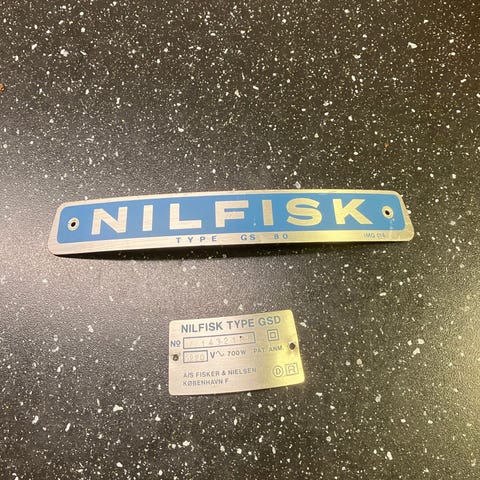 NILFISK
TYPE GS 80
NILFISK TYPE GSD
No
V 700W PAT. ANM.
A/S FISKER & NIELSEN
KØBENHAVN F
D R